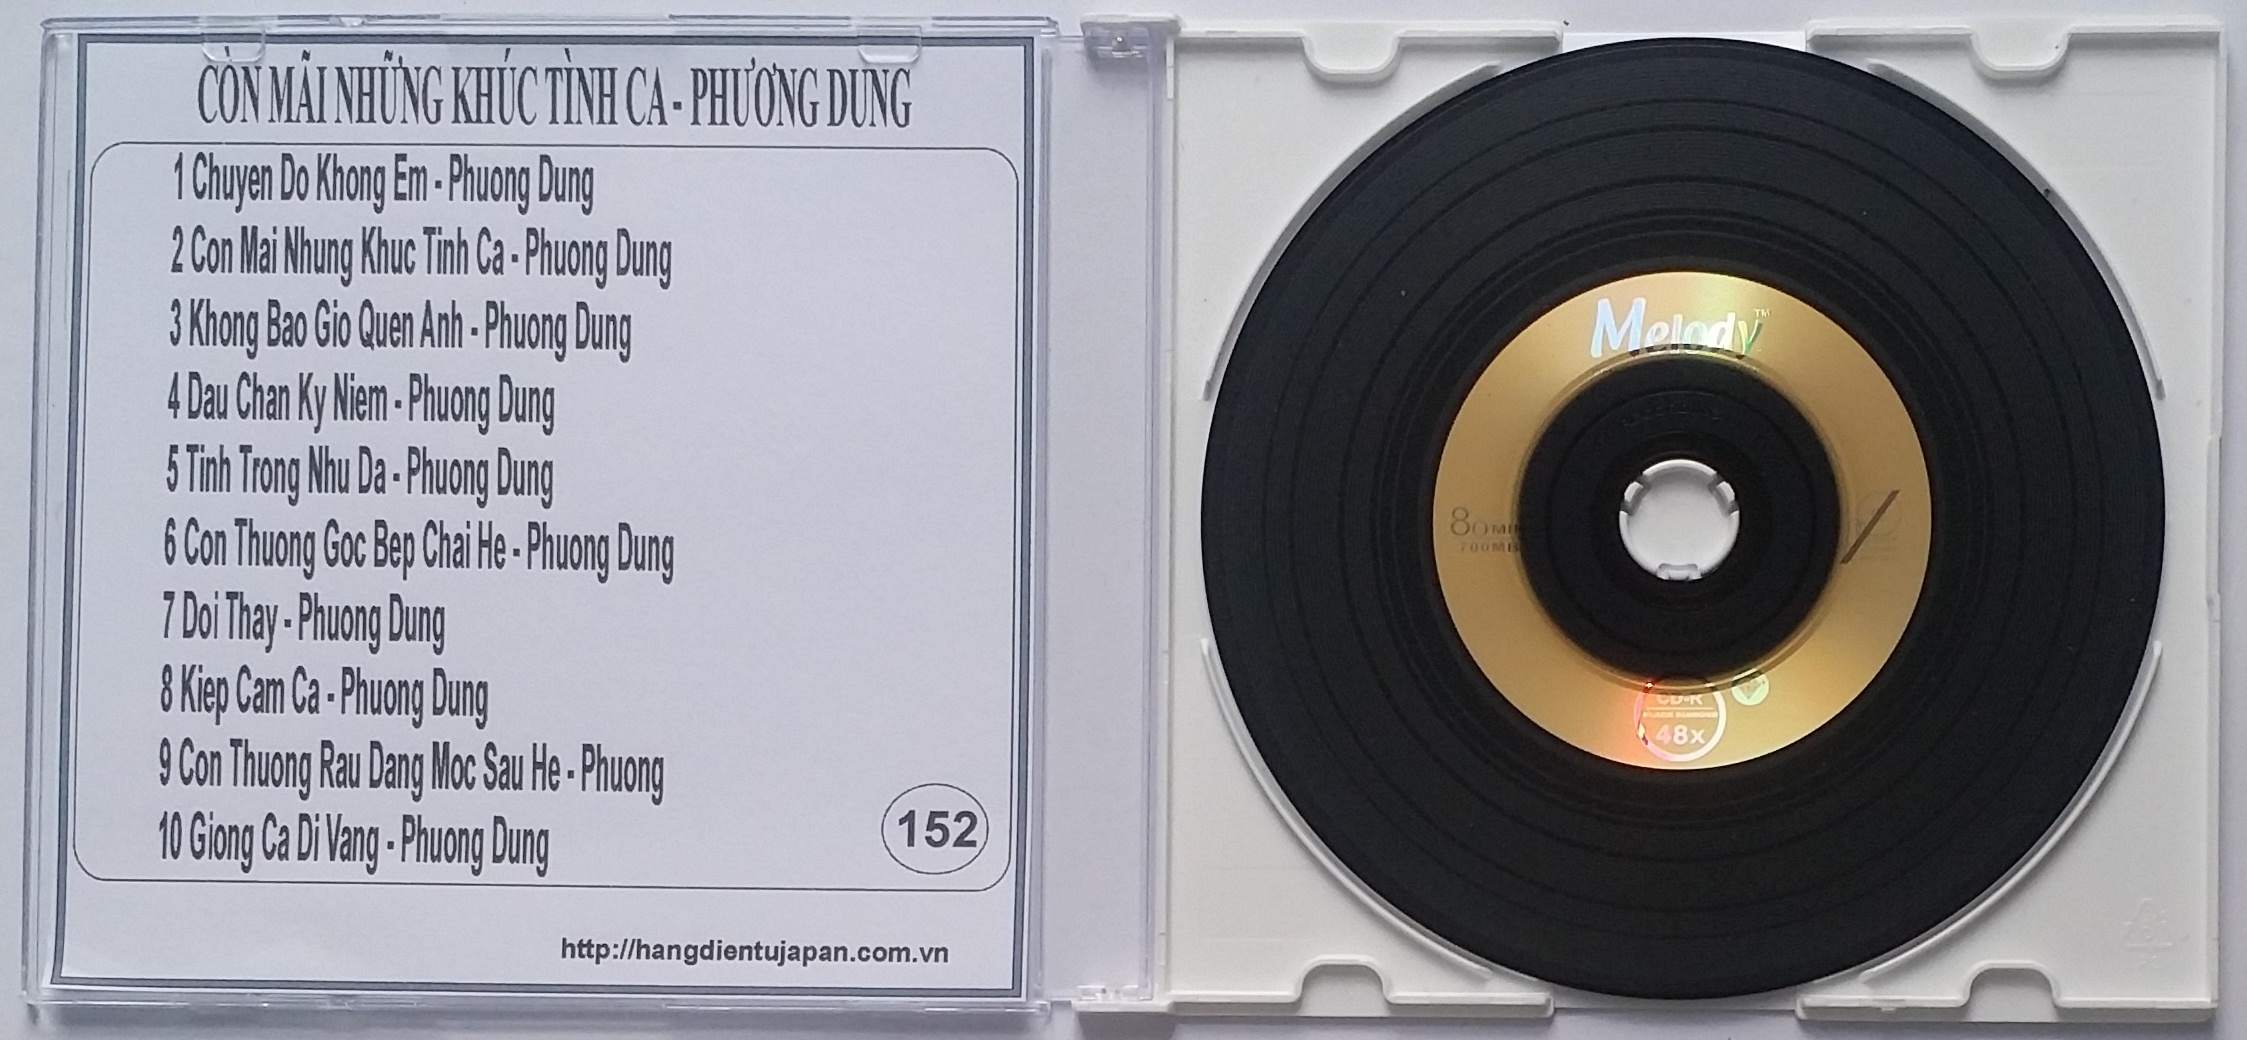 CÒN MÃI NHỮNG KHÚC TÌNH CA - PHƯƠNG DUNG
1 Chuyen Do Khong Em - Phuong Dung
2 Con Mai Nhung Khuc Tinh Ca - Phuong Dung
3 Khong Bao Gio Quen Anh - Phuong Dung
4 Dau Chan Ky Niem - Phuong Dung
5 Tinh Trong Nhu Da - Phuong Dung
6 Con Thuong Goc Bep Chai He - Phuong Dung
7 Doi Thay - Phuong Dung
8 Kiep Cam Ca - Phuong Dung
9 Con Thuong Rau Dang Moc Sau He - Phuong
10 Giong Ca Di Vang - Phuong Dung
152
http://hangdientujapan.com.vn
Melody™
80MIN
700MB
CD-R
48x